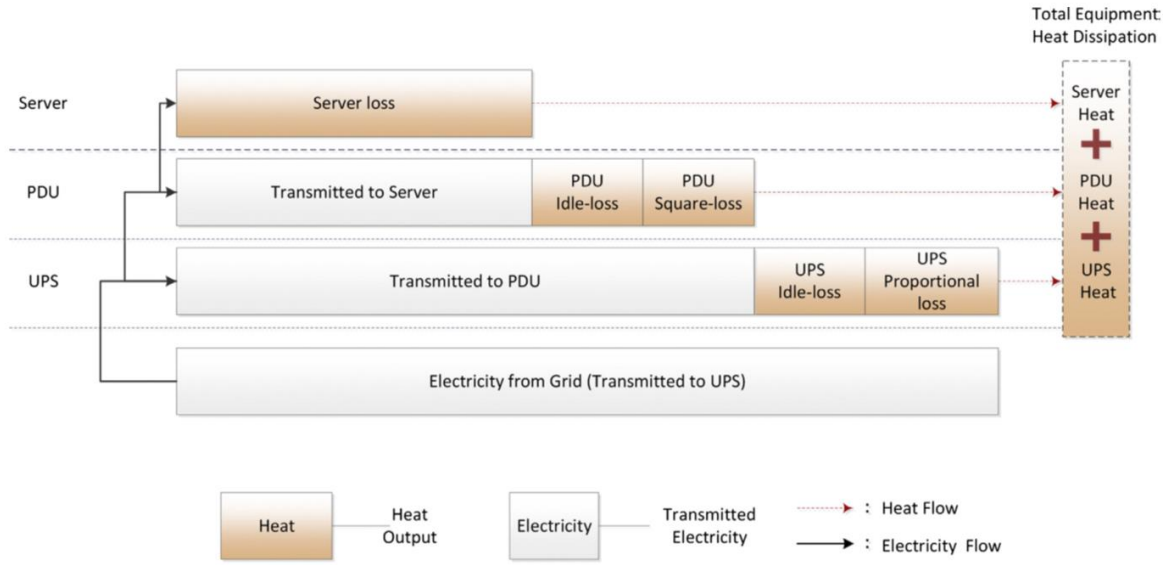 Total Equipment:
Heat Dissipation
Server
Server loss
Server
Heat
PDU
Transmitted to Server
PDU
Idle-loss
PDU
Square-loss
PDU
Heat
UPS
Transmitted to PDU
UPS
Idle-loss
UPS
Proportional
loss
UPS
Heat
Electricity from Grid (Transmitted to UPS)
Heat
Heat
Output
Electricity
Transmitted
Electricity
: Heat Flow
: Electricity Flow